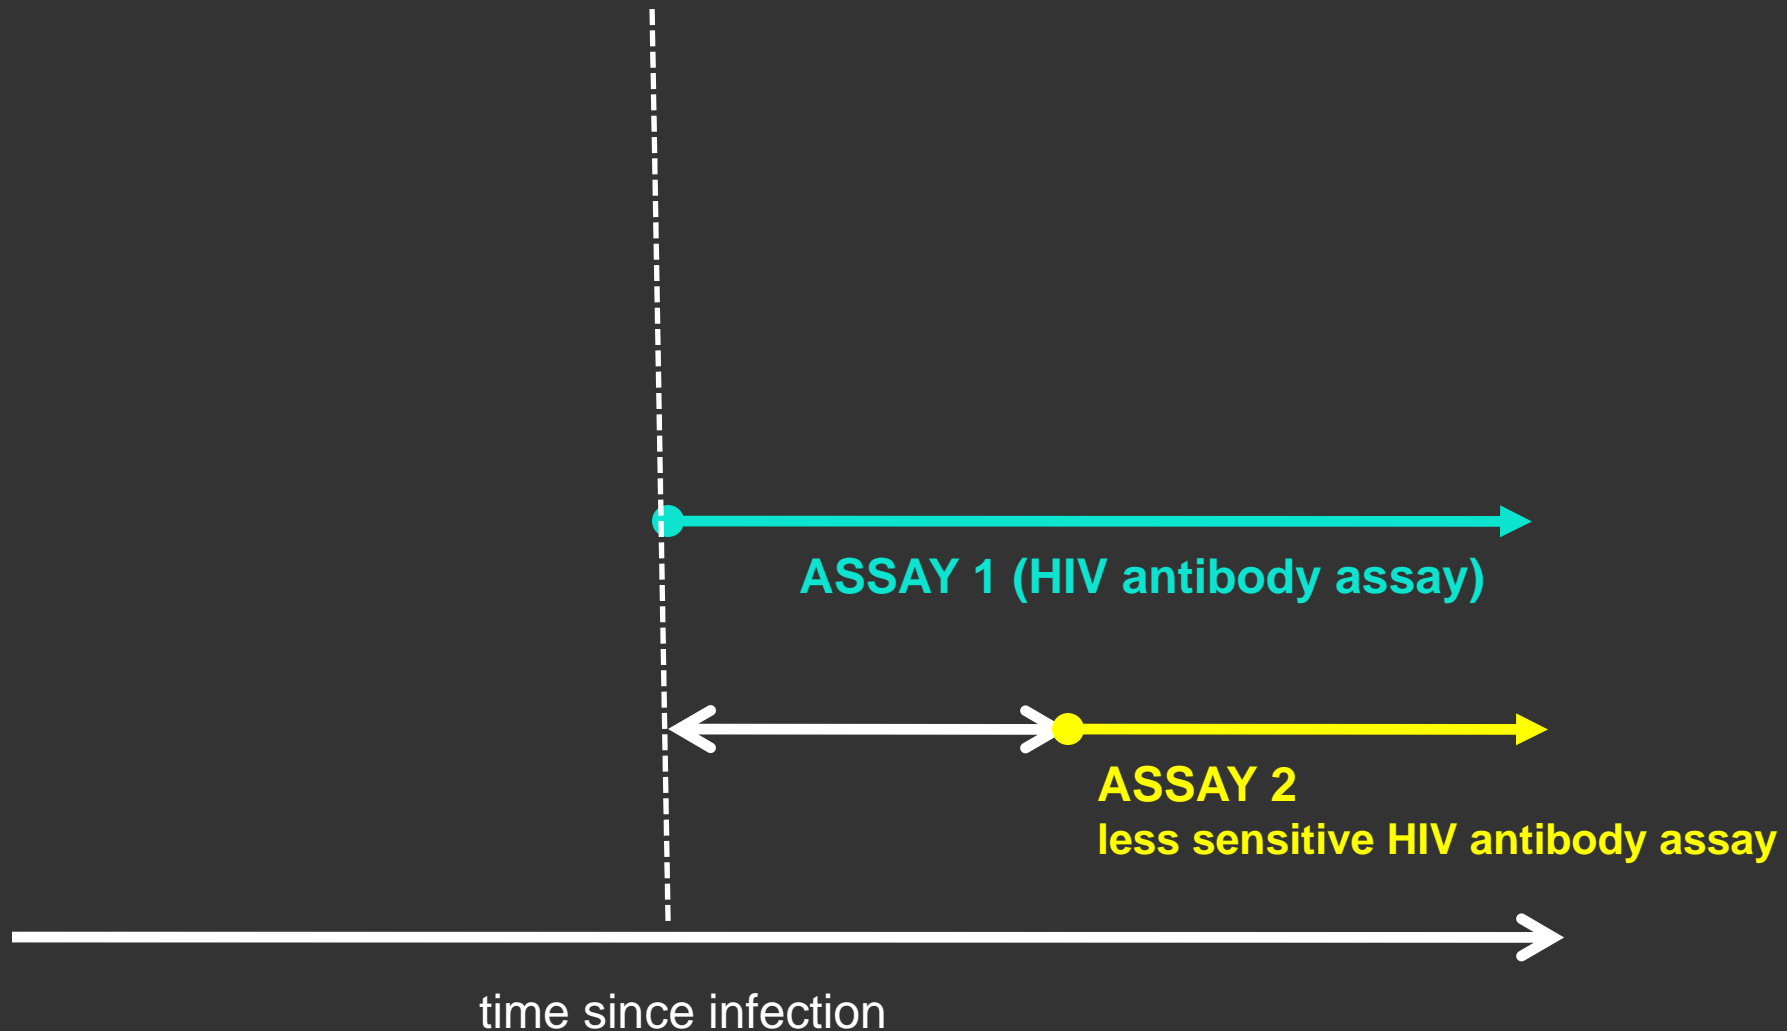 ASSAY 1 (HIV antibody assay)
ASSAY 2
less sensitive HIV antibody assay
time since infection